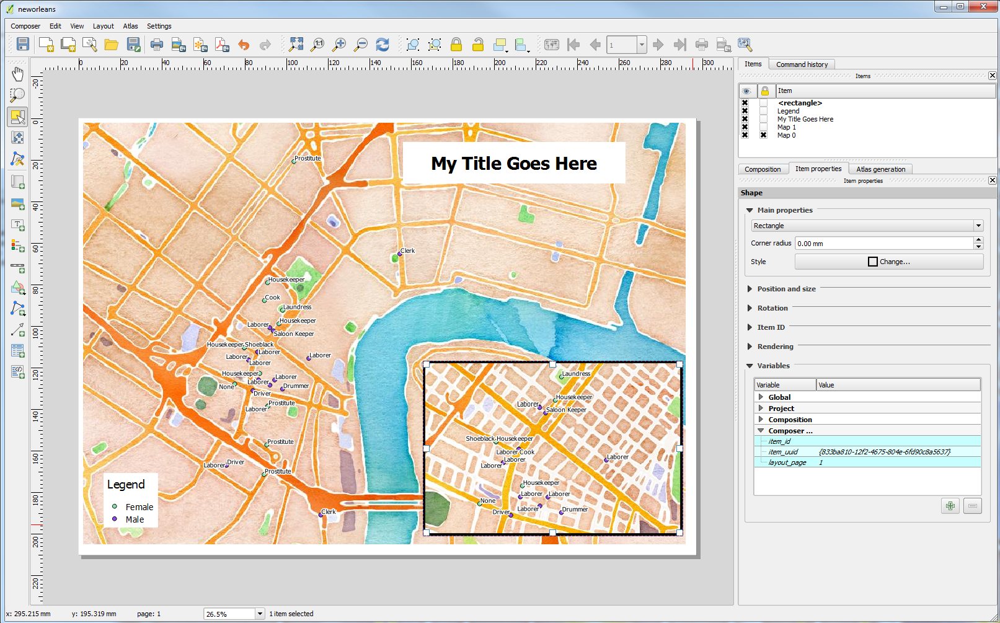 neworleans
Composer Edit View Layout Atlas Settings
1:1
1
0 20 40 60 80 100 120 140 160 180 200 220 240 260 280 300
-20
0
20
40
60
80
100
120
140
160
180
200
220
My Title Goes Here
Prostitute
Clerk
Housekeeper
Cook
Laundress
Housekeeper
Laborer
Saloon Keeper
Housekeeper Shoeblack
Laborer
Laborer
Laborer
Laborer
Housekeeper
Laborer
Laborer
None
Drummer
Driver
Prostitute
Laborer
Prostitute
Driver
Laborer
Prostitute
Clerk
Legend
Female
Male
Laundress
Housekeeper
Laborer
Saloon Keeper
Shoeblack Housekeeper
Laborer Cook
Laborer
Laborer
Laborer
Housekeeper
Laborer
Laborer
None
Laborer
Drummer
Driver
Items Command history
Items
Item
<rectangle>
Legend
My Title Goes Here
Map 1
Map 0
Composition Item properties Atlas generation
Item properties
Shape
Main properties
Rectangle
Corner radius 0.00 mm
Style Change...
Position and size
Rotation
Item ID
Rendering
Variables
Variable Value
Global
Project
Composition
Composer ...
item_id
item_uuid {833ba810-12f2-4675-804e-6fd90c8a5637}
layout_page 1
x: 295.215 mm y: 195.319 mm page: 1 26.5% 1 item selected